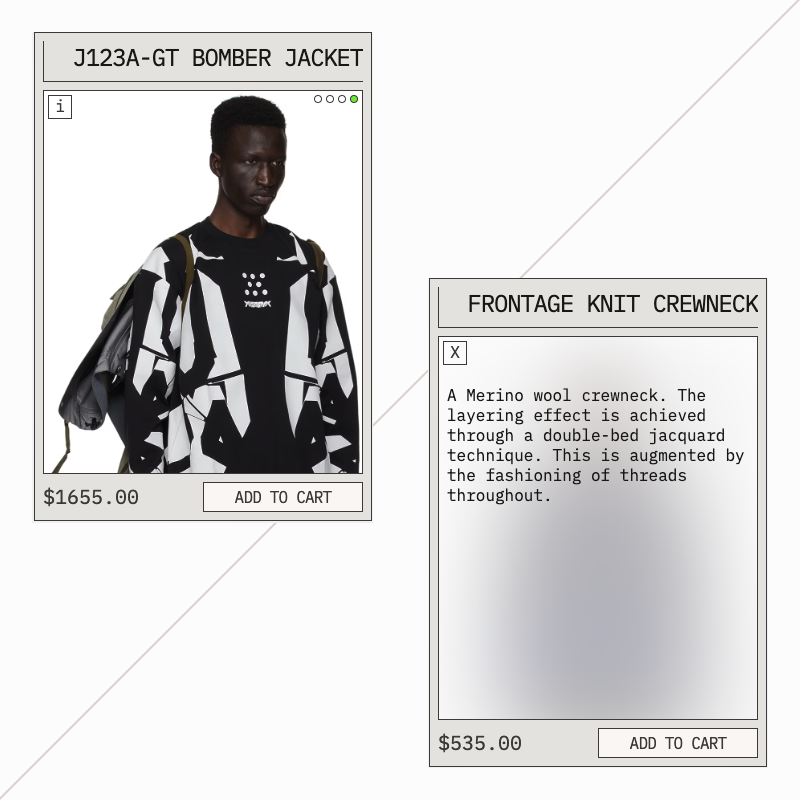 J123A-GT BOMBER JACKET
i
$1655.00
ADD TO CART
FRONTAGE KNIT CREWNECK
X
A Merino wool crewneck. The
layering effect is achieved
through a double-bed jacquard
technique. This is augmented by
the fashioning of threads
throughout.
$535.00
ADD TO CART